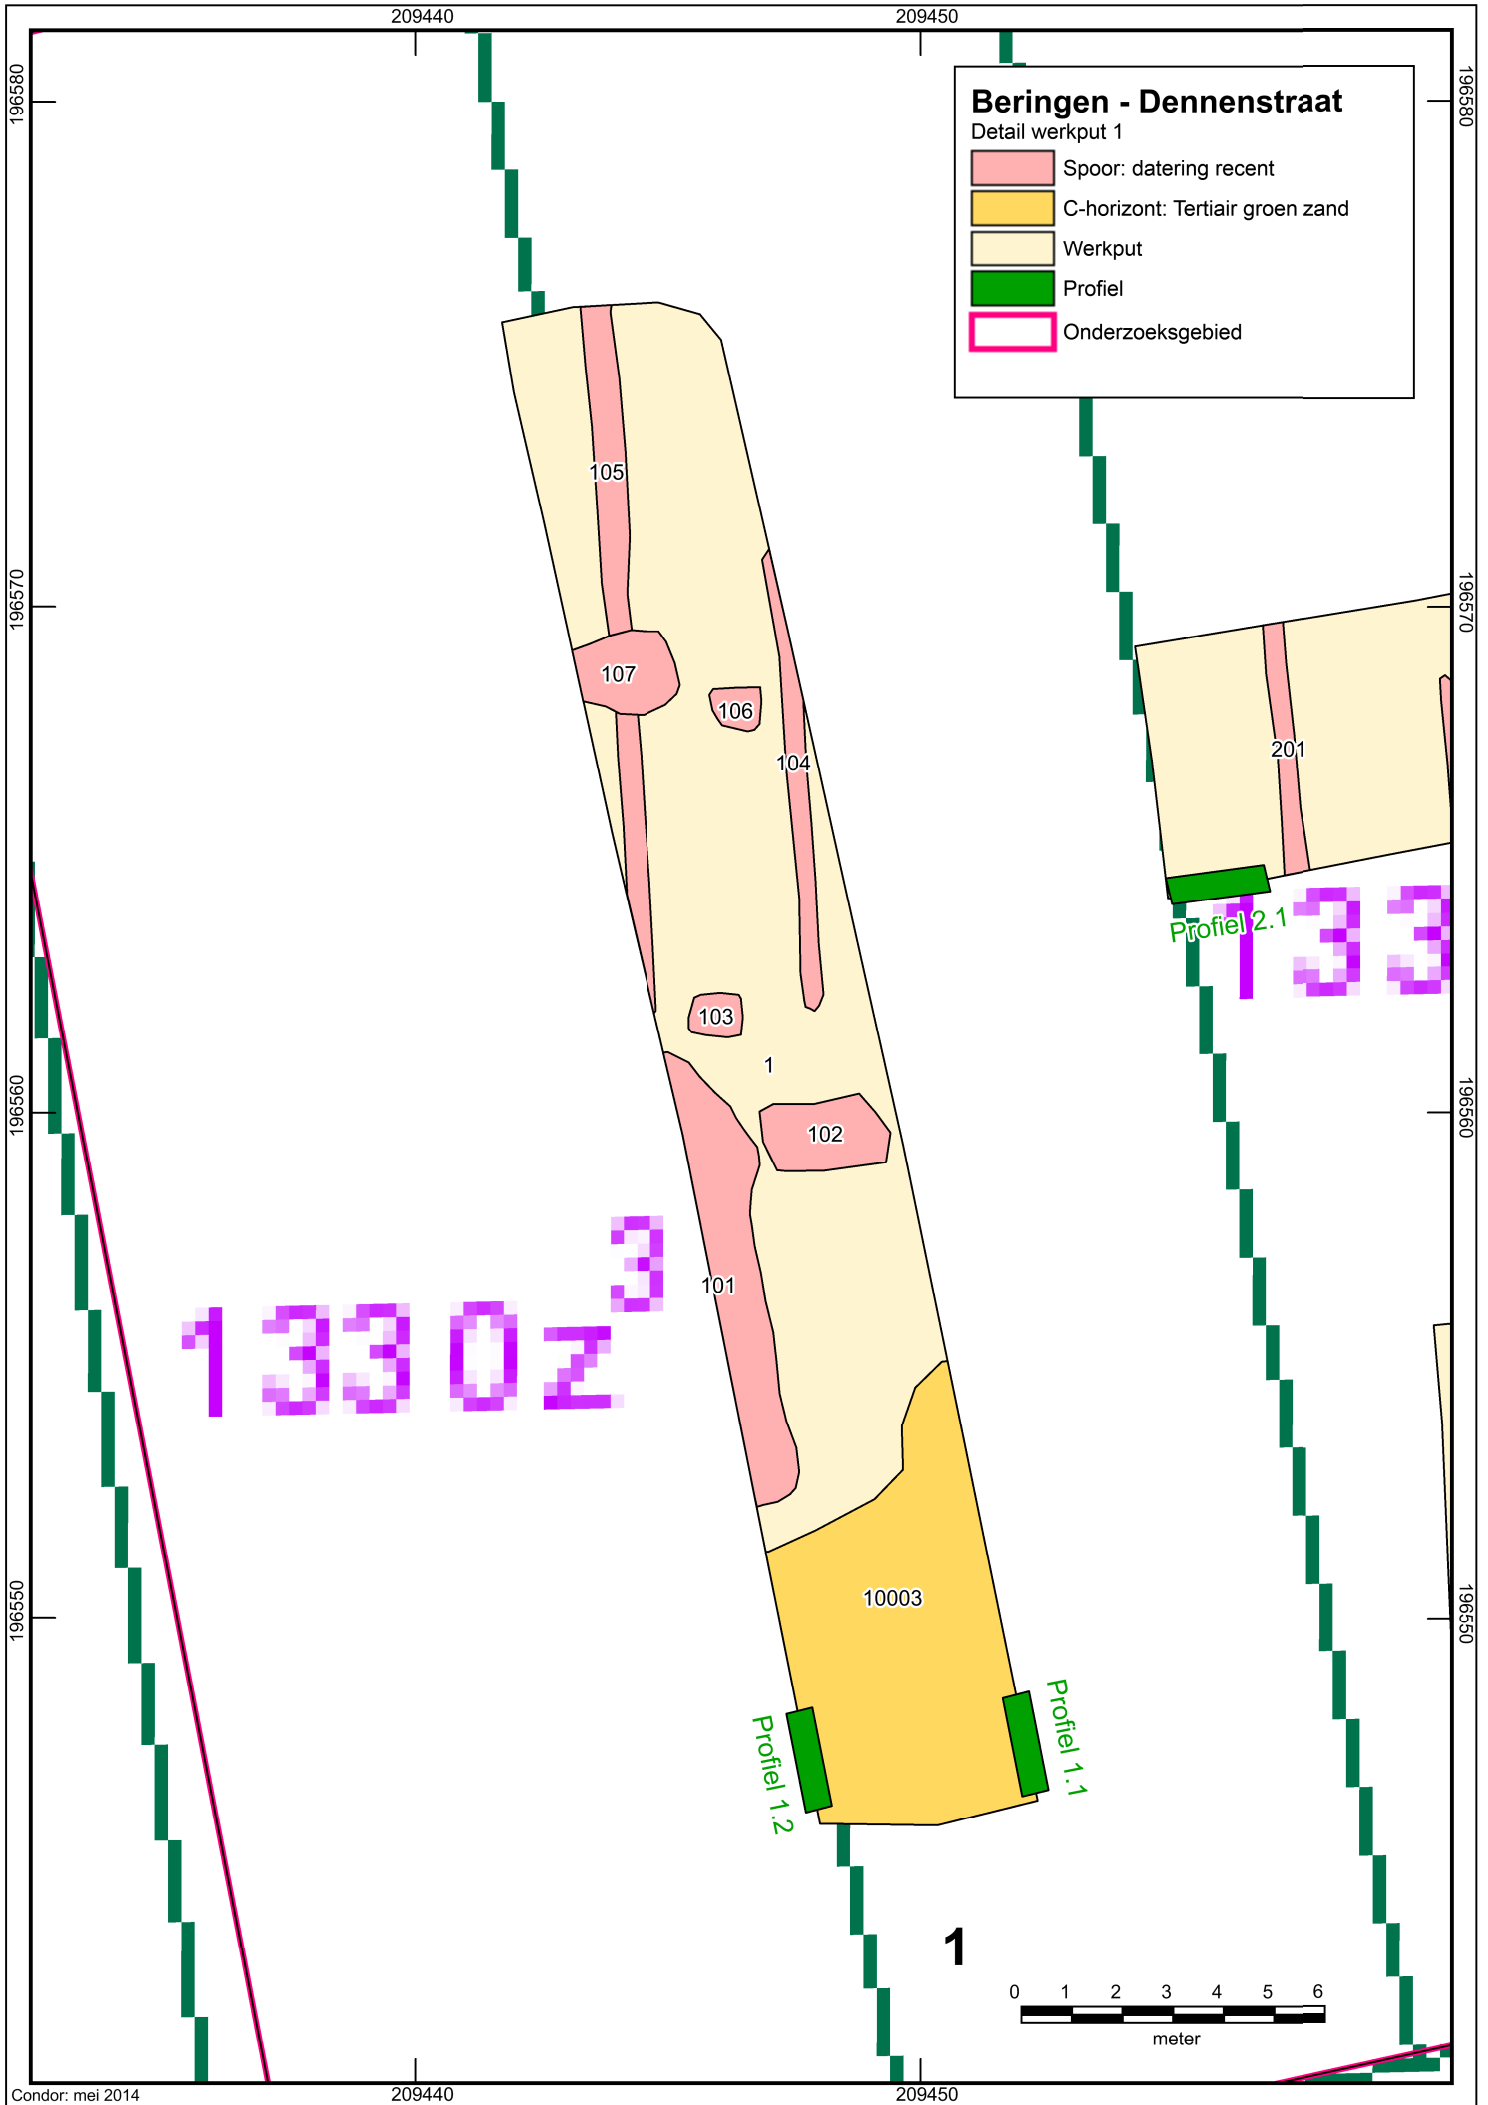 209440
209450
196580
196580
Beringen - Dennenstraat
Detail werkput 1
Spoor: datering recent
C-horizont: Tertiair groen zand
Werkput
Profiel
Onderzoeksgebied
105
196570
196570
107
106
104
201
Profiel 2.1
133
103
1
196560
196560
102
3
101
1330z
196550
196550
10003
Profiel 1.1
Profiel 1.2
1
0 1 2 3 4 5 6
meter
Condor: mei 2014
209440
209450